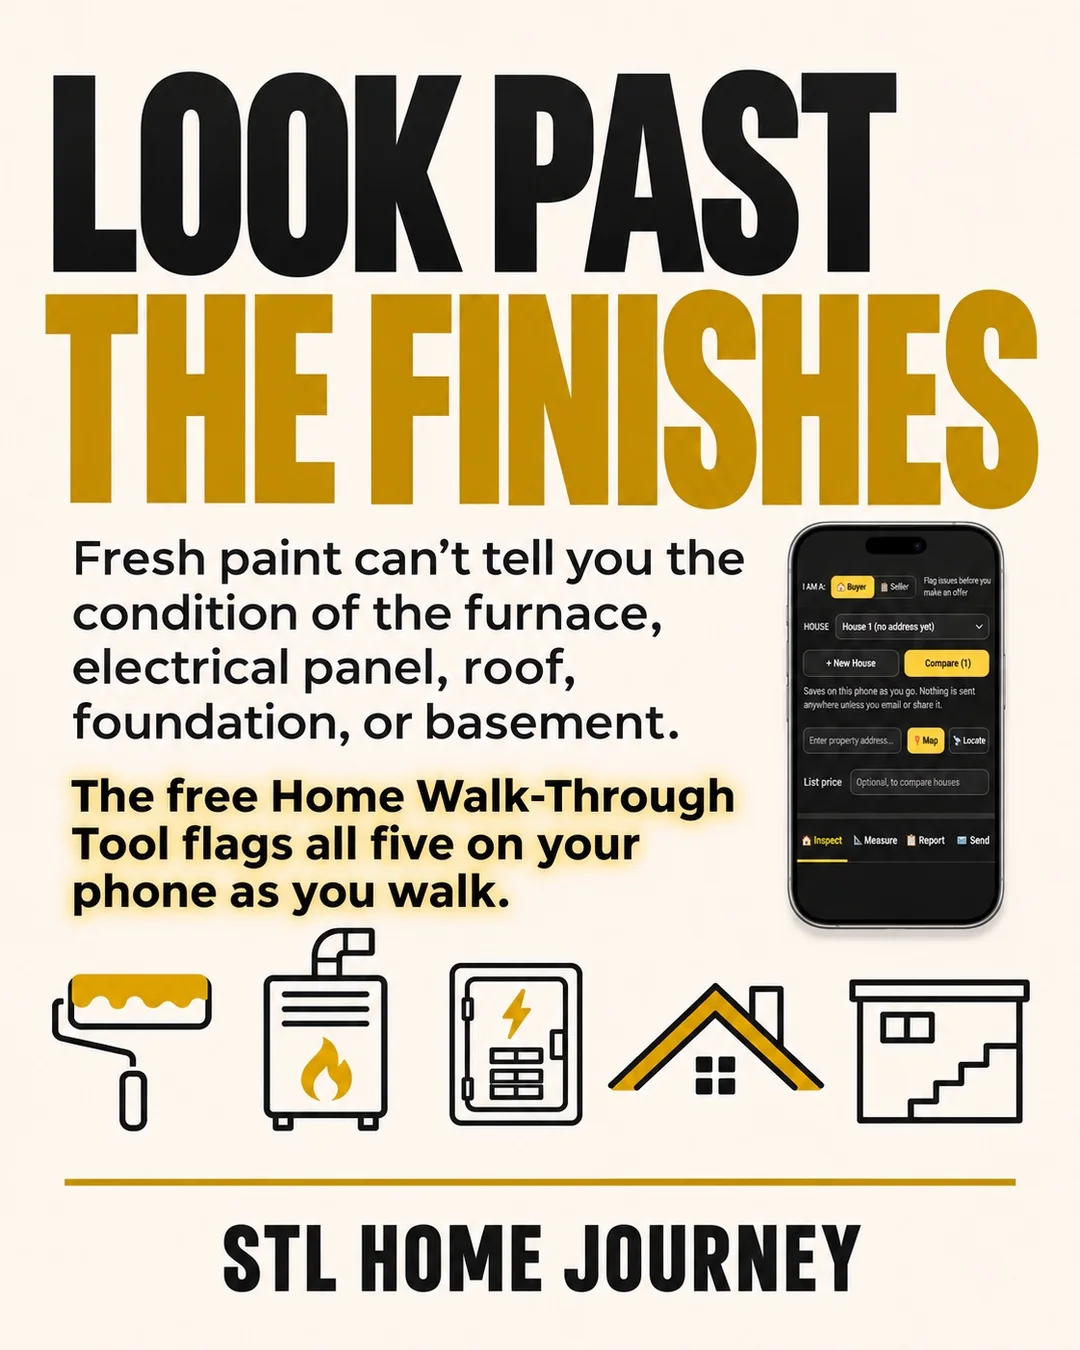 LOOK PAST
THE FINISHES
Fresh paint can't tell you the
condition of the furnace,
electrical panel, roof,
foundation, or basement.
The free Home Walk-Through
Tool flags all five on your
phone as you walk.
I AM A:
Buyer
Seller
Flag issues before you
make an offer
HOUSE
House 1 (no address yet)
+ New House
Compare (1)
Saves on this phone as you go. Nothing is sent
anywhere unless you email or share it.
Enter property address...
Map
Locate
List price
Optional, to compare houses
Inspect
Measure
Report
Send
STL HOME JOURNEY